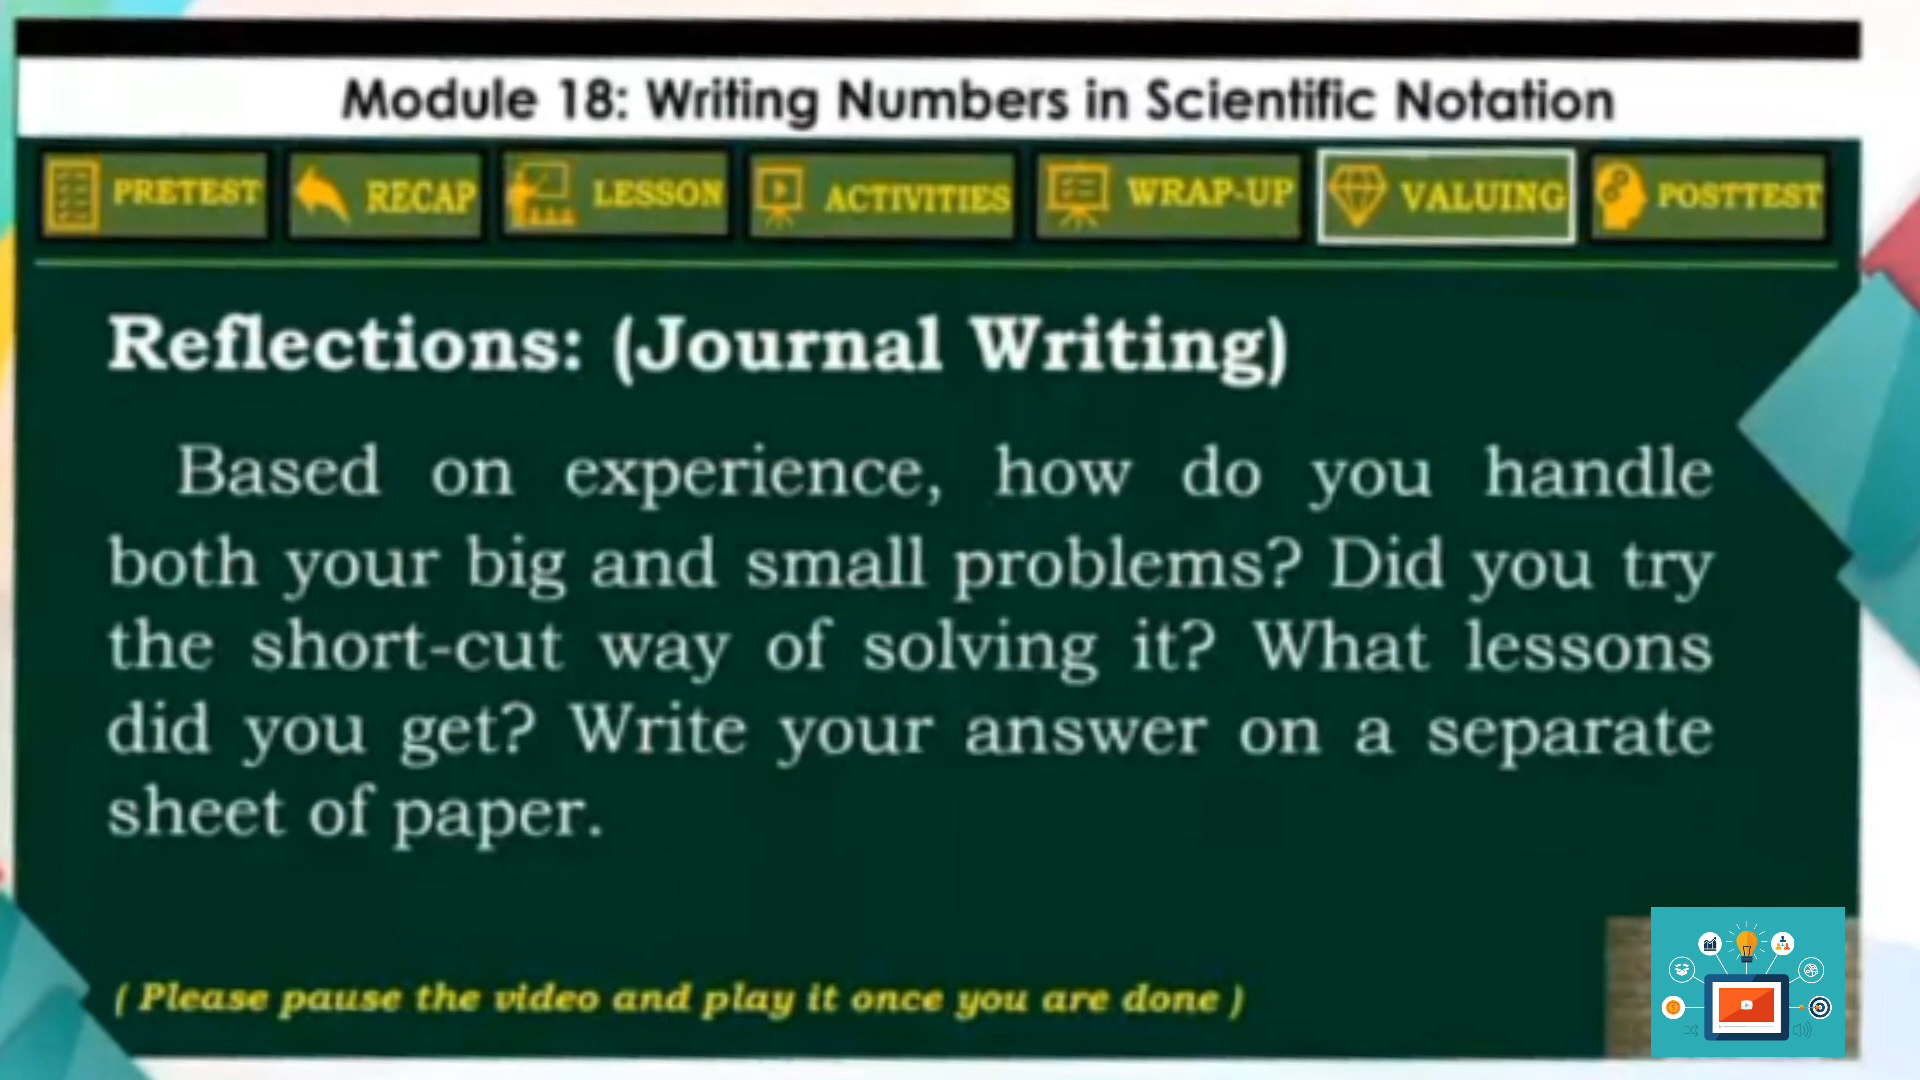 Module 18: Writing Numbers in Scientific Notation
PRETEST RECAP LESSON ACTIVITIES WRAP-UP VALUING POSTTEST
Reflections: (Journal Writing)
Based on experience, how do you handle
both your big and small problems? Did you try
the short-cut way of solving it? What lessons
did you get? Write your answer on a separate
sheet of paper.
( Please pause the video and play it once you are done )